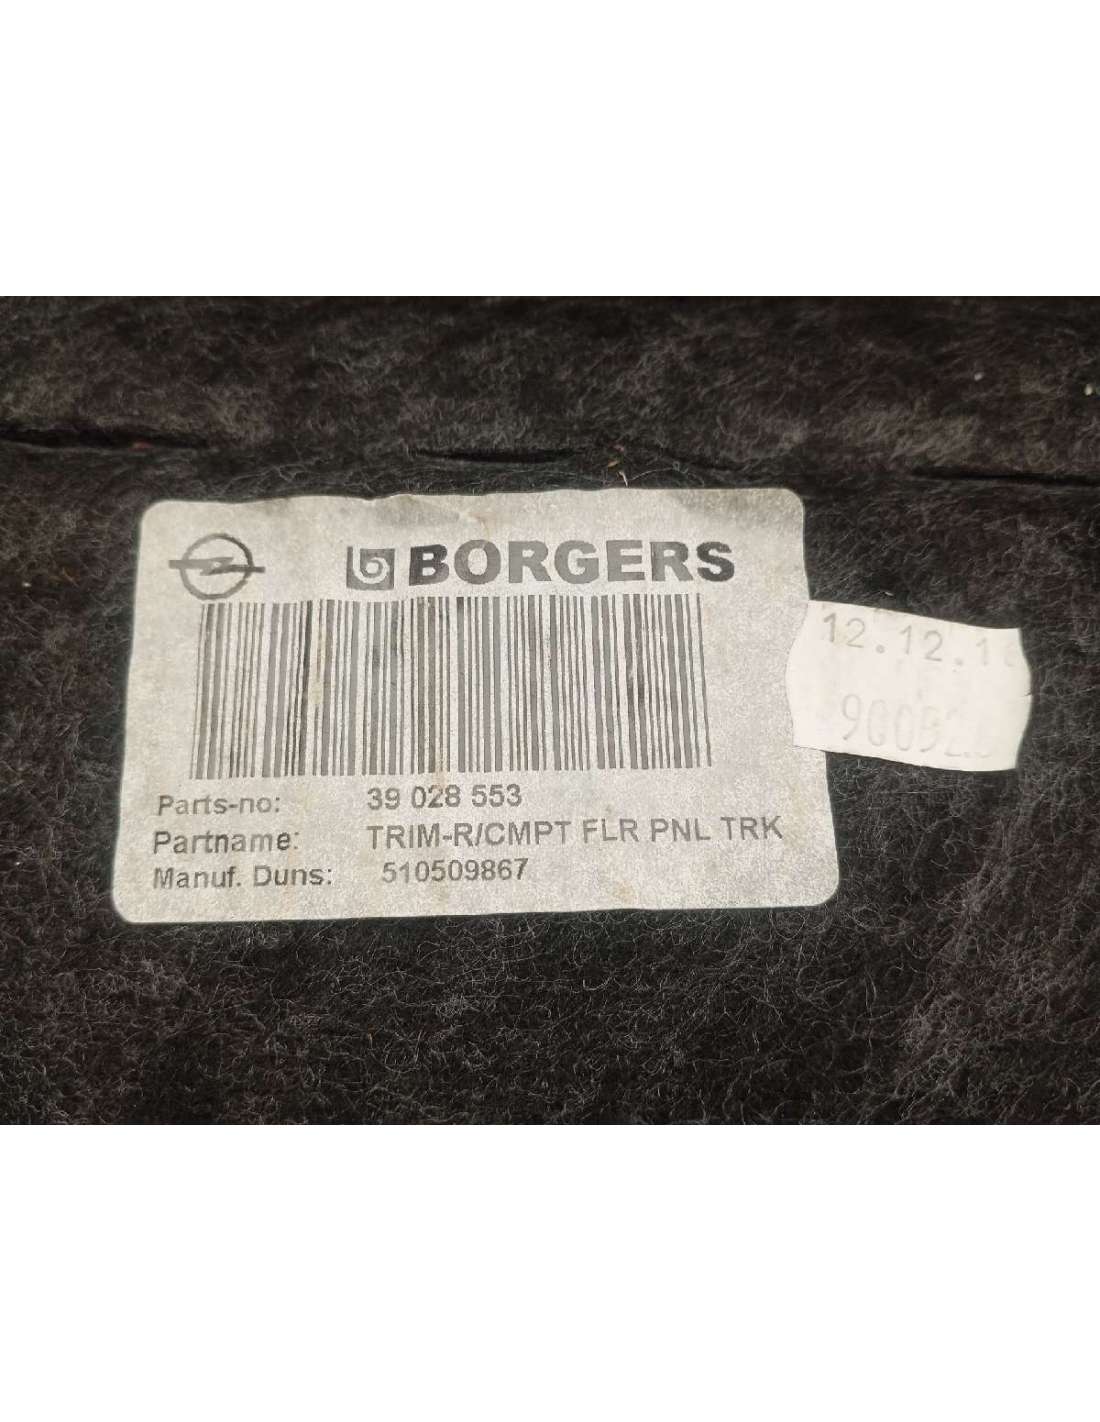 BORGERS
Parts-no: 39 028 553
Partname: TRIM-R/CMPT FLR PNL TRK
Manuf. Duns: 510509867